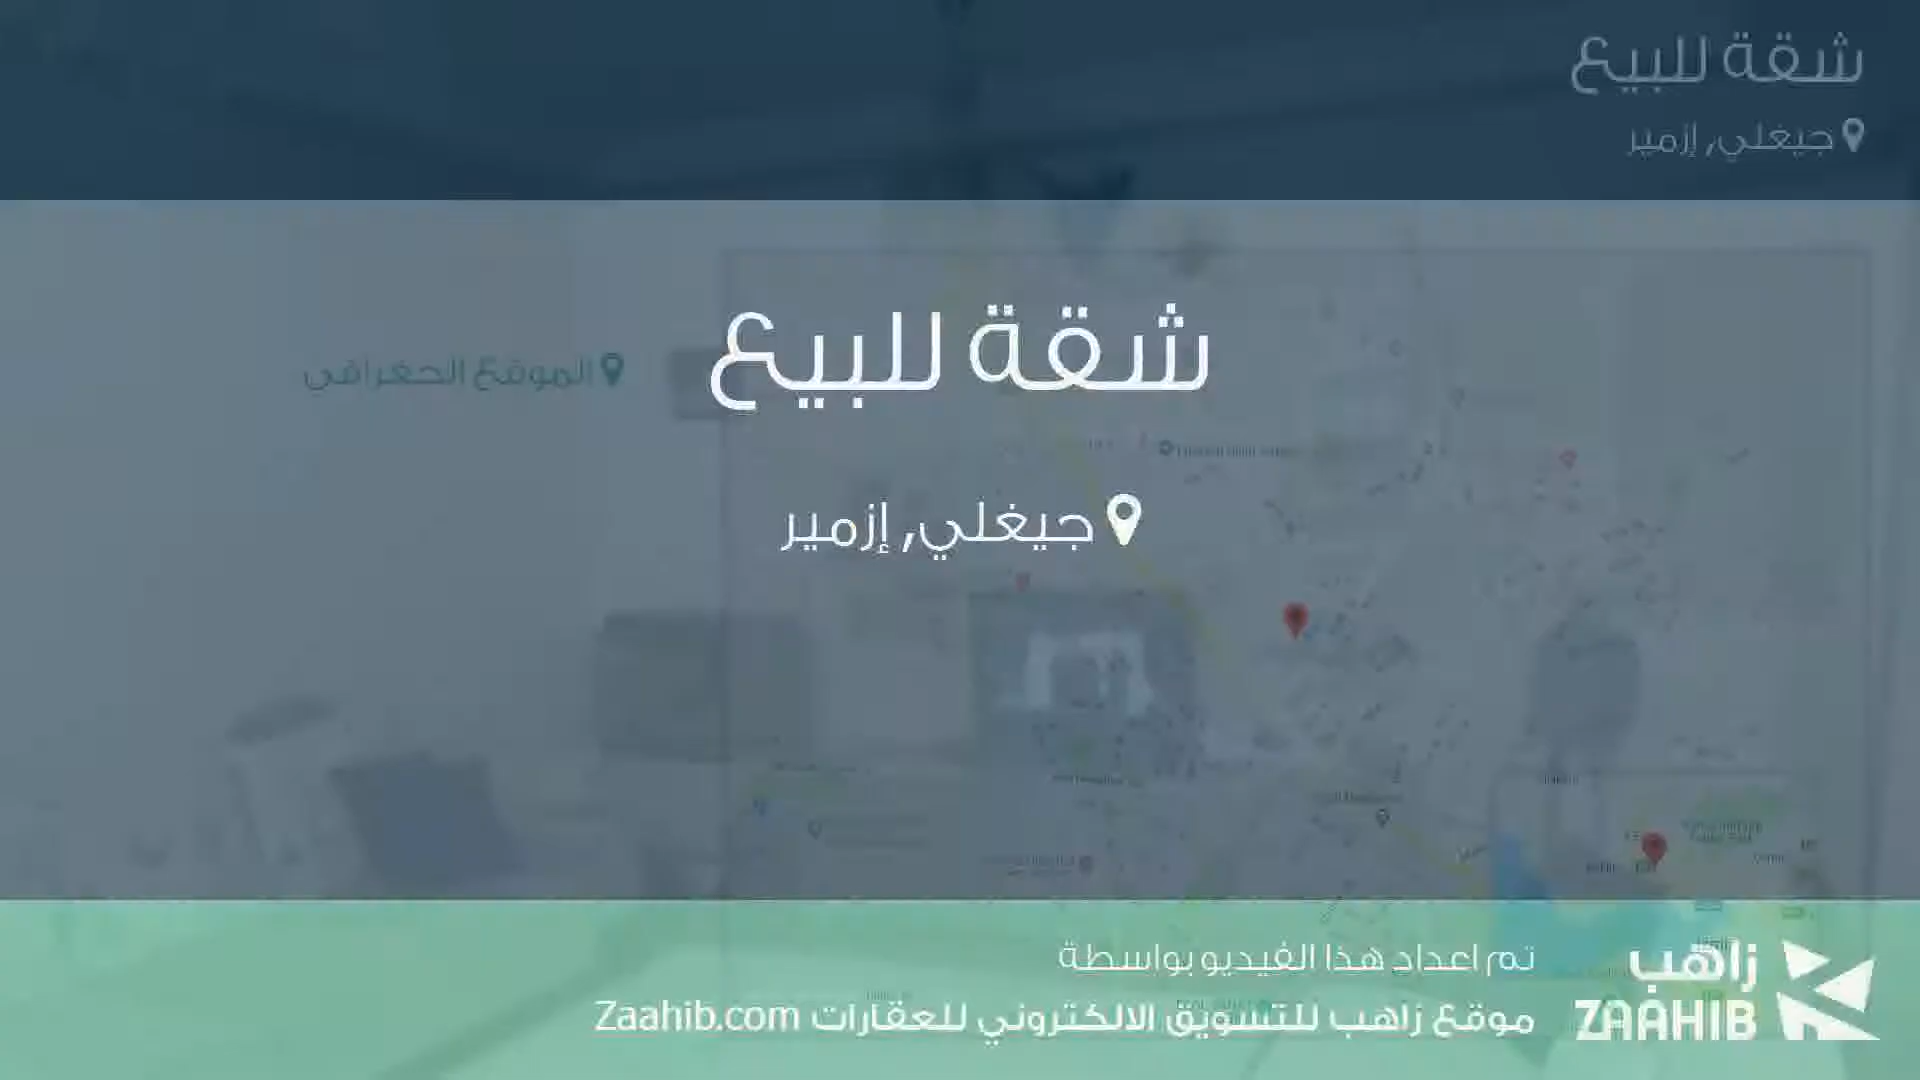 شقة للبيع
جيغلي, إزمير
شقة للبيع
الموقع الجغرافي
جيغلي, إزمير
تم اعداد هذا الفيديو بواسطة
موقع زاهب للتسويق الالكتروني للعقارات Zaahib.com
زاهب
ZAAHIB